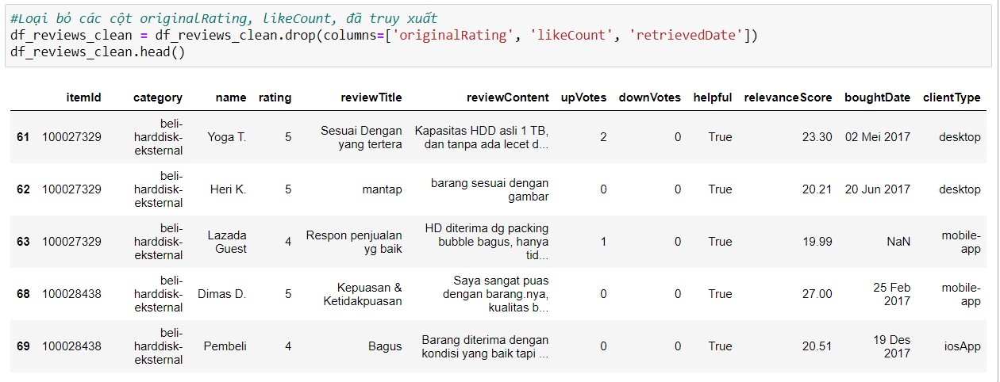 #Loại bỏ các cột originalRating, likeCount, đã truy xuất
df_reviews_clean = df_reviews_clean.drop(columns=['originalRating', 'likeCount', 'retrievedDate'])
df_reviews_clean.head()
itemId category name rating reviewTitle reviewContent upVotes downVotes helpful relevanceScore boughtDate clientType
61 100027329 beli-harddisk-eksternal Yoga T. 5 Sesuai Dengan yang tertera Kapasitas HDD asli 1 TB, dan tanpa ada lecet d... 2 0 True 23.30 02 Mei 2017 desktop
62 100027329 beli-harddisk-eksternal Heri K. 5 mantap barang sesuai dengan gambar 0 0 True 20.21 20 Jun 2017 desktop
63 100027329 beli-harddisk-eksternal Lazada Guest 4 Respon penjualan yg baik HD diterima dg packing bubble bagus, hanya tid... 1 0 True 19.99 NaN mobile-app
68 100028438 beli-harddisk-eksternal Dimas D. 5 Kepuasan & Ketidakpuasan Saya sangat puas dengan barang.nya, kualitas b... 0 0 True 27.00 25 Feb 2017 mobile-app
69 100028438 beli-harddisk-eksternal Pembeli 4 Bagus Barang diterima dengan kondisi yang baik tapi ... 0 0 True 20.51 19 Des 2017 iosApp